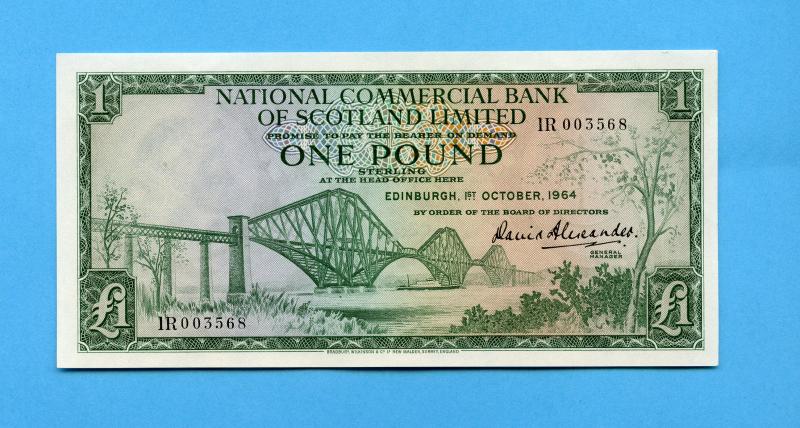 1
NATIONAL COMMERCIAL BANK
1
OF SCOTLAND LIMITED
1R 003568
PROMISE TO PAY THE BEARER ON DEMAND
ONE POUND
STERLING
AT THE HEAD OFFICE HERE
EDINBURGH, 1ST OCTOBER, 1964
BY ORDER OF THE BOARD OF DIRECTORS
David Alexander.
GENERAL
MANAGER
£1
1R 003568
£1
BRADBURY, WILKINSON & Co. Ld. NEW MALDEN, SURREY, ENGLAND